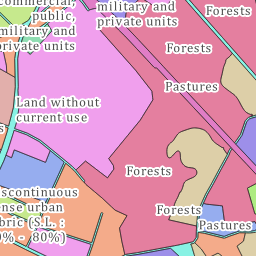 commercial,
public,
military and
private units
military and
private units
Forests
Forests
Pastures
Land without
current use
Forests
Discontinuous
dense urban
fabric (S.L. :
50% - 80%)
Forests
Pastures